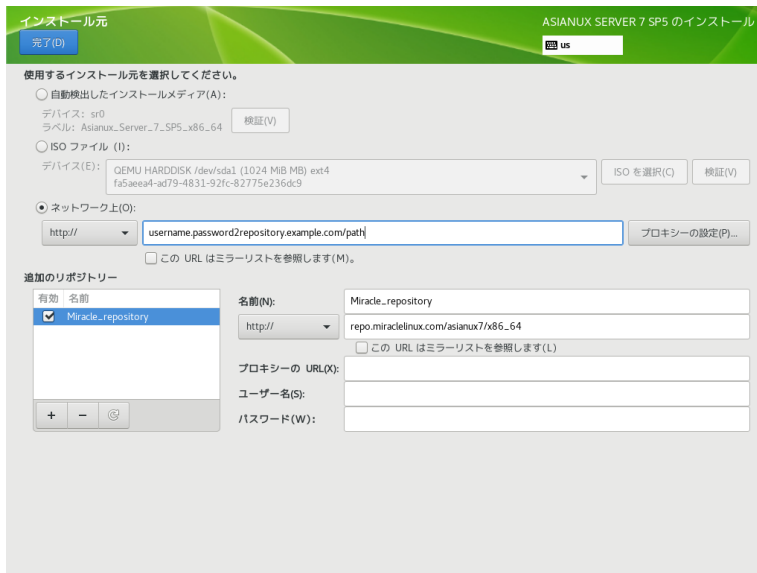 インストール元
ASIANUX SERVER 7 SP5 のインストール
完了(D)
us
使用するインストール元を選択してください。
自動検出したインストールメディア(A):
デバイス: sr0
ラベル: Asianux_Server_7_SP5_x86_64
検証(V)
ISO ファイル (I):
デバイス(E):
QEMU HARDDISK /dev/sda1 (1024 MiB MB) ext4
fa5aeea4-ad79-4831-92fc-82775e236dc9
ISO を選択(C)
検証(V)
ネットワーク上(O):
http://
username.password2repository.example.com/path
プロキシーの設定(P)...
この URL はミラーリストを参照します(M)。
追加のリポジトリー
有効 名前
Miracle_repository
名前(N):
Miracle_repository
http://
repo.miraclelinux.com/asianux7/x86_64
この URL はミラーリストを参照します(L)
プロキシーの URL(X):
ユーザー名(S):
パスワード(W):